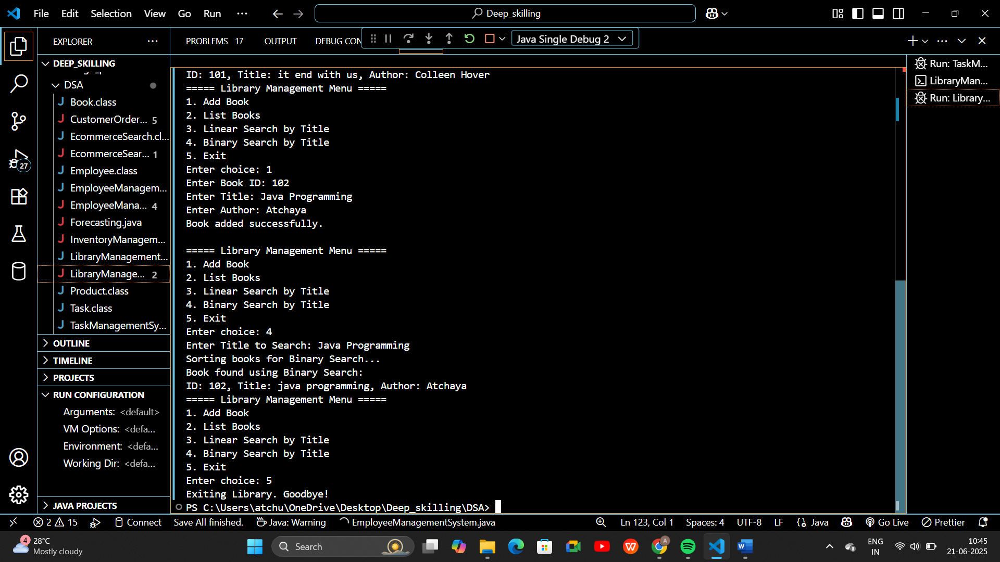 File Edit Selection View Go Run ··· Deep_skilling
EXPLORER ···
PROBLEMS 17 OUTPUT DEBUG CON Java Single Debug 2
DEEP_SKILLING
DSA
Book.class
CustomerOrder... 5
EcommerceSearch.cl...
EcommerceSear... 1
Employee.class
EmployeeManagem...
EmployeeMana... 4
Forecasting.java
InventoryManagem...
LibraryManagement...
LibraryManage... 2
Product.class
Task.class
TaskManagementSy...
OUTLINE
TIMELINE
PROJECTS
RUN CONFIGURATION
Arguments: <default>
VM Options: <defa...
Environment: <defa...
Working Dir: <defa...
JAVA PROJECTS
27
ID: 101, Title: it end with us, Author: Colleen Hover
===== Library Management Menu =====
1. Add Book
2. List Books
3. Linear Search by Title
4. Binary Search by Title
5. Exit
Enter choice: 1
Enter Book ID: 102
Enter Title: Java Programming
Enter Author: Atchaya
Book added successfully.
===== Library Management Menu =====
1. Add Book
2. List Books
3. Linear Search by Title
4. Binary Search by Title
5. Exit
Enter choice: 4
Enter Title to Search: Java Programming
Sorting books for Binary Search...
Book found using Binary Search:
ID: 102, Title: java programming, Author: Atchaya
===== Library Management Menu =====
1. Add Book
2. List Books
3. Linear Search by Title
4. Binary Search by Title
5. Exit
Enter choice: 5
Exiting Library. Goodbye!
PS C:\Users\atchu\OneDrive\Desktop\Deep_skilling\DSA>
Run: TaskM...
LibraryMan...
Run: Library...
2 15 Connect Save All finished. Java: Warning EmployeeManagementSystem.java Ln 123, Col 1 Spaces: 4 UTF-8 LF Java Go Live Prettier
4 28°C
Mostly cloudy
Search
A
ENG
IN
10:45
21-06-2025